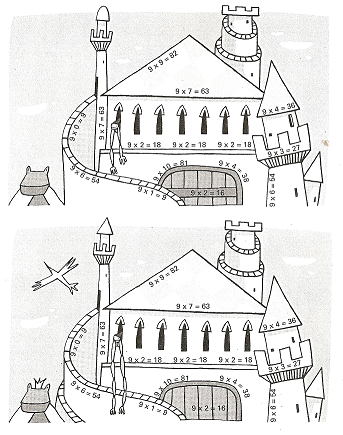 9 x 9 = 82
9 x 7 = 63
9 x 4 = 36
9 x 0 = 9
9 x 7 = 63
9 x 2 = 18 9 x 2 = 18 9 x 2 = 18
9 x 3 = 27
9 x 10 = 81
9 x 4 = 38
9 x 6 = 54
9 x 1 = 9
9 x 2 = 16
9 x 6 = 54
9 x 9 = 82
9 x 7 = 63
9 x 4 = 36
9 x 0 = 9
9 x 7 = 63
9 x 2 = 18 9 x 2 = 18 9 x 2 = 18
9 x 3 = 27
9 x 10 = 81
9 x 4 = 38
9 x 6 = 54
9 x 1 = 9
9 x 2 = 16
9 x 6 = 54